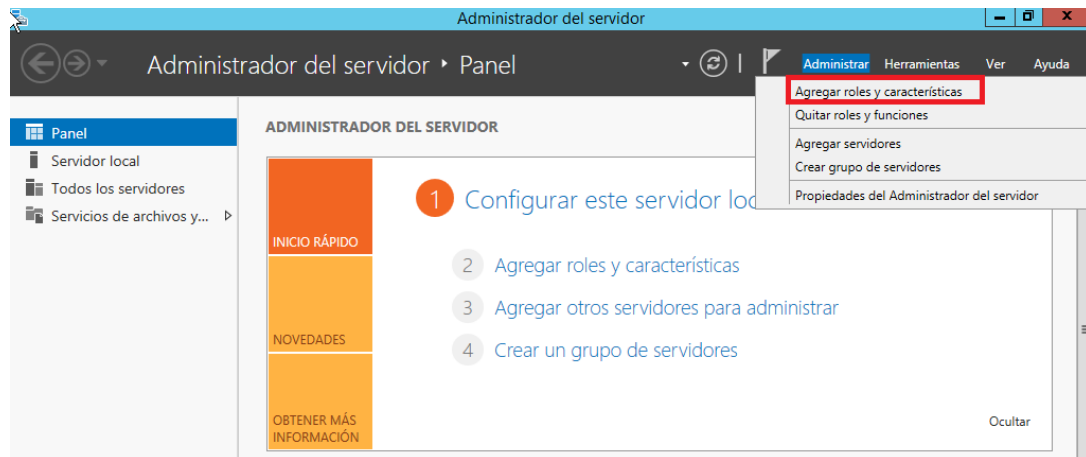 Administrador del servidor
Administrador del servidor ‣ Panel
Administrar Herramientas Ver Ayuda
Agregar roles y características
Quitar roles y funciones
Agregar servidores
Crear grupo de servidores
Propiedades del Administrador del servidor
Panel
Servidor local
Todos los servidores
Servicios de archivos y...
ADMINISTRADOR DEL SERVIDOR
INICIO RÁPIDO
NOVEDADES
OBTENER MÁS
INFORMACIÓN
1 Configurar este servidor loc
2 Agregar roles y características
3 Agregar otros servidores para administrar
4 Crear un grupo de servidores
Ocultar